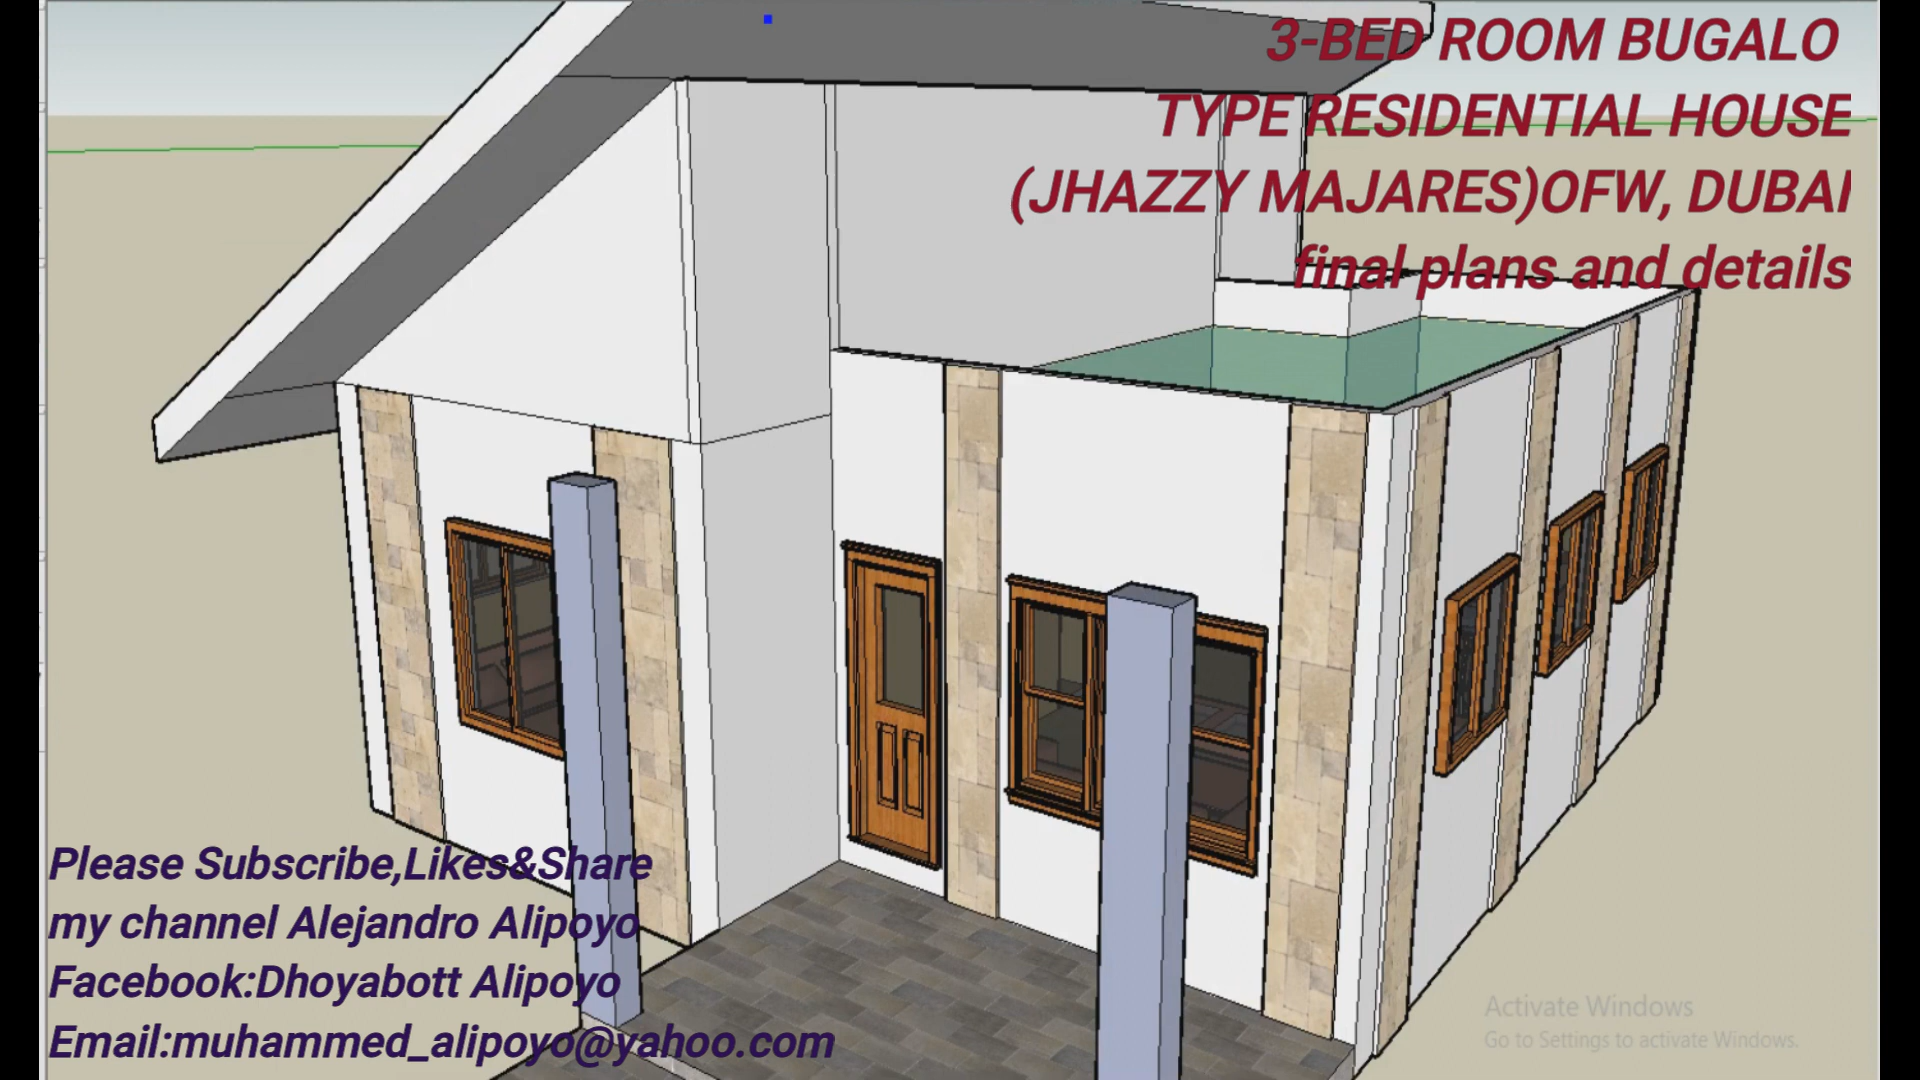 3-BED ROOM BUGALO
TYPE RESIDENTIAL HOUSE
(JHAZZY MAJARES)OFW, DUBAI
final plans and details
Please Subscribe,Likes&Share
my channel Alejandro Alipoyo
Facebook:Dhoyabott Alipoyo
Email:muhammed_alipoyo@yahoo.com
Activate Windows
Go to Settings to activate Windows.